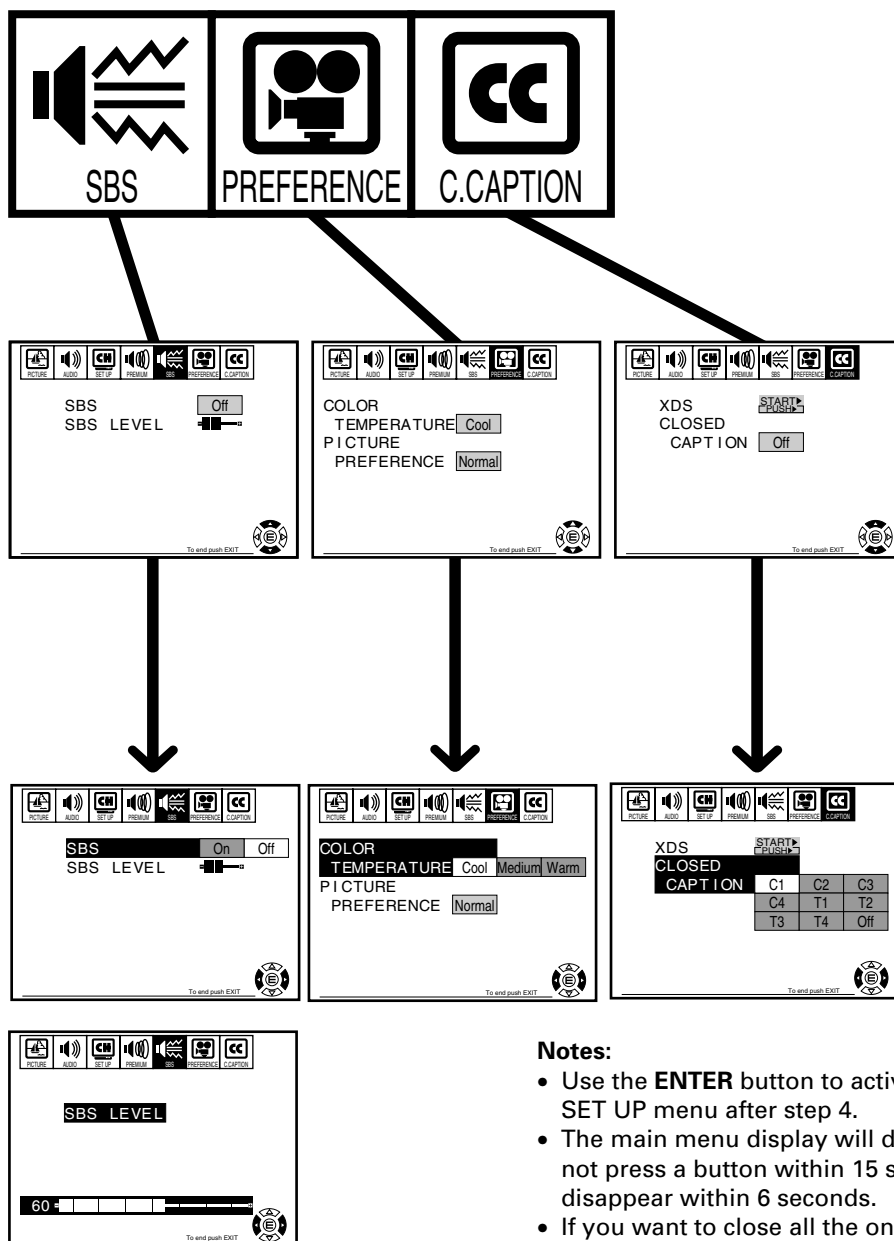 SBS PREFERENCE C.CAPTION
PICTURE AUDIO SET UP PREMIUM SBS PREFERENCE C.CAPTION
SBS Off
SBS LEVEL
To end push EXIT
E
PICTURE AUDIO SET UP PREMIUM SBS PREFERENCE C.CAPTION
COLOR
TEMPERATURE Cool
PICTURE
PREFERENCE Normal
To end push EXIT
E
PICTURE AUDIO SET UP PREMIUM SBS PREFERENCE C.CAPTION
XDS START PUSH
CLOSED
CAPTION Off
To end push EXIT
E
PICTURE AUDIO SET UP PREMIUM SBS PREFERENCE C.CAPTION
SBS On Off
SBS LEVEL
To end push EXIT
E
PICTURE AUDIO SET UP PREMIUM SBS PREFERENCE C.CAPTION
COLOR
TEMPERATURE Cool Medium Warm
PICTURE
PREFERENCE Normal
To end push EXIT
E
PICTURE AUDIO SET UP PREMIUM SBS PREFERENCE C.CAPTION
XDS START PUSH
CLOSED
CAPTION C1 C2 C3
C4 T1 T2
T3 T4 Off
To end push EXIT
E
PICTURE AUDIO SET UP PREMIUM SBS PREFERENCE C.CAPTION
SBS LEVEL
60
To end push EXIT
E
Notes:
• Use the ENTER button to
SET UP menu after step 4.
• The main menu display will
not press a button within 15
disappear within 6 seconds.
• If you want to close all the